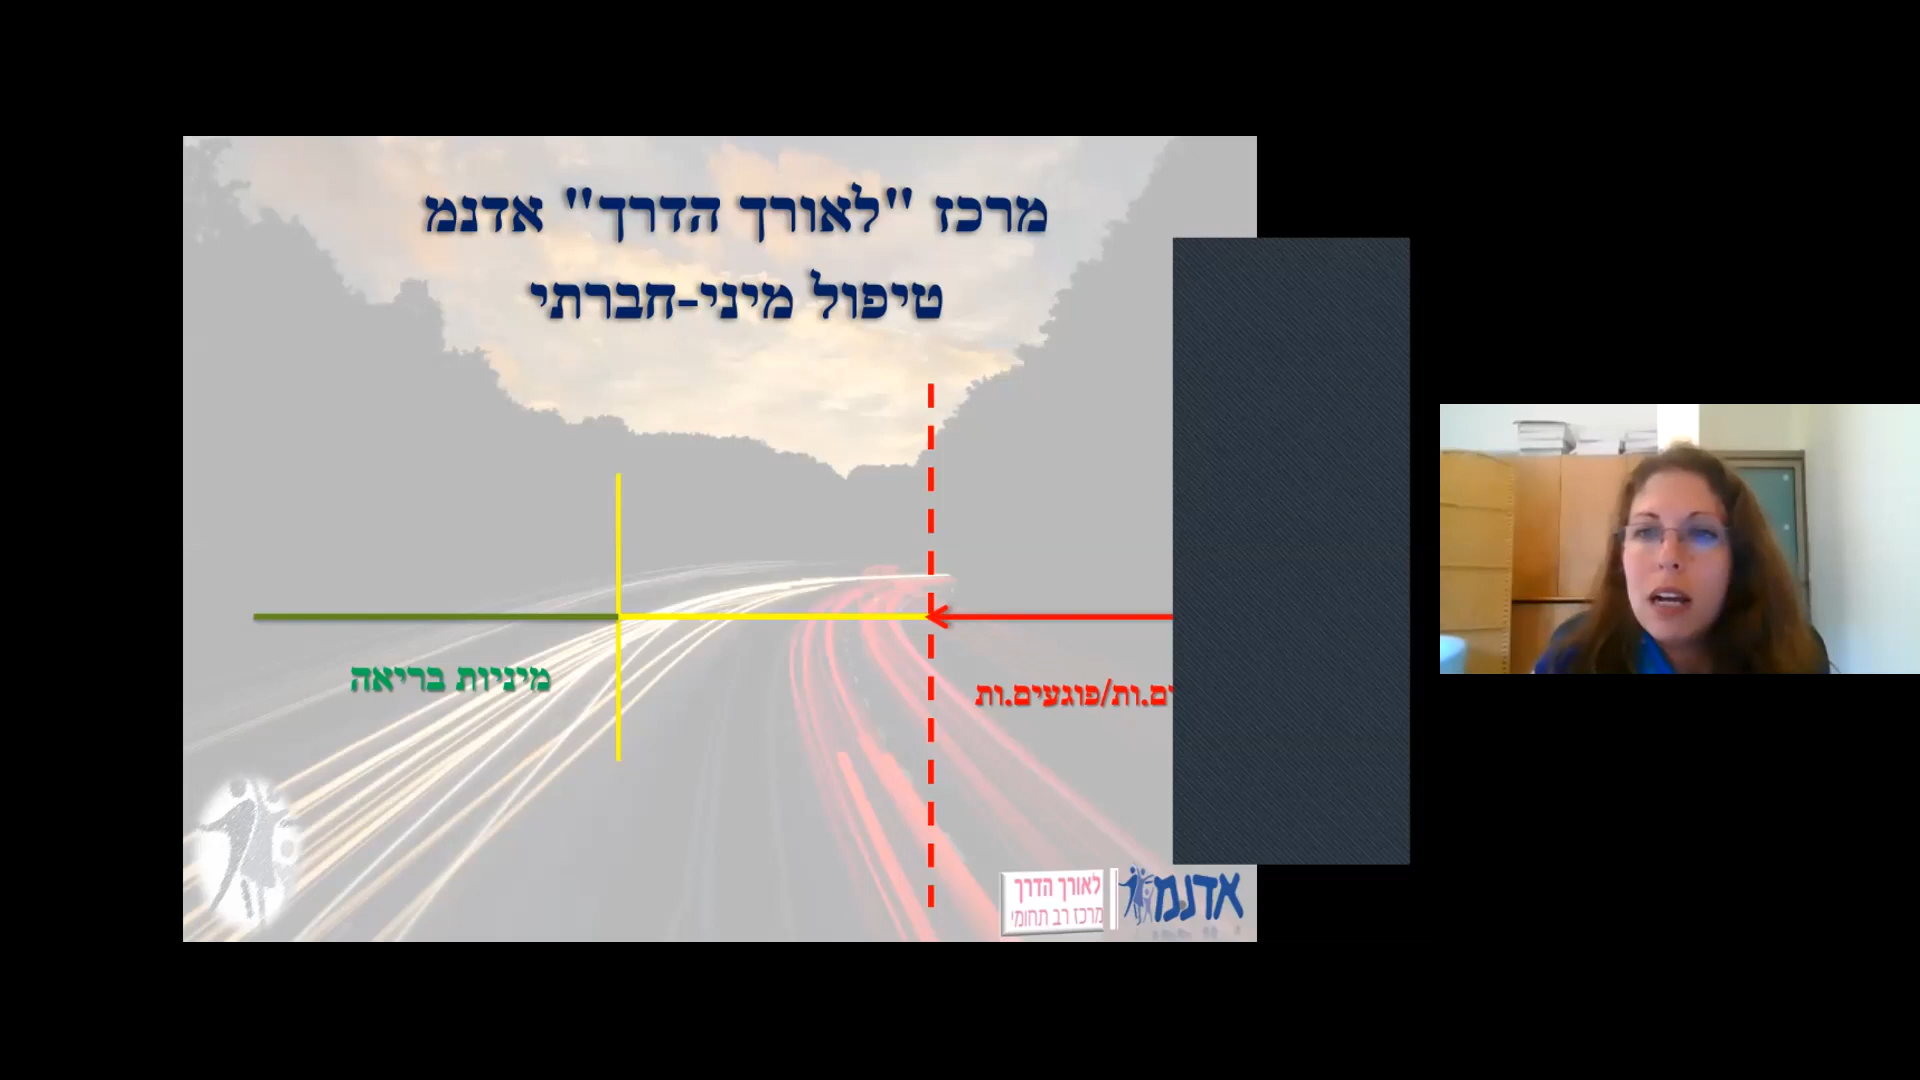 מרכז "לאורך הדרך" אדנמ
טיפול מיני-חברתי
מיניות בריאה
ים.ות/פוגעים.ות
לאורך הדרך
מרכז רב תחומי
אדנמ